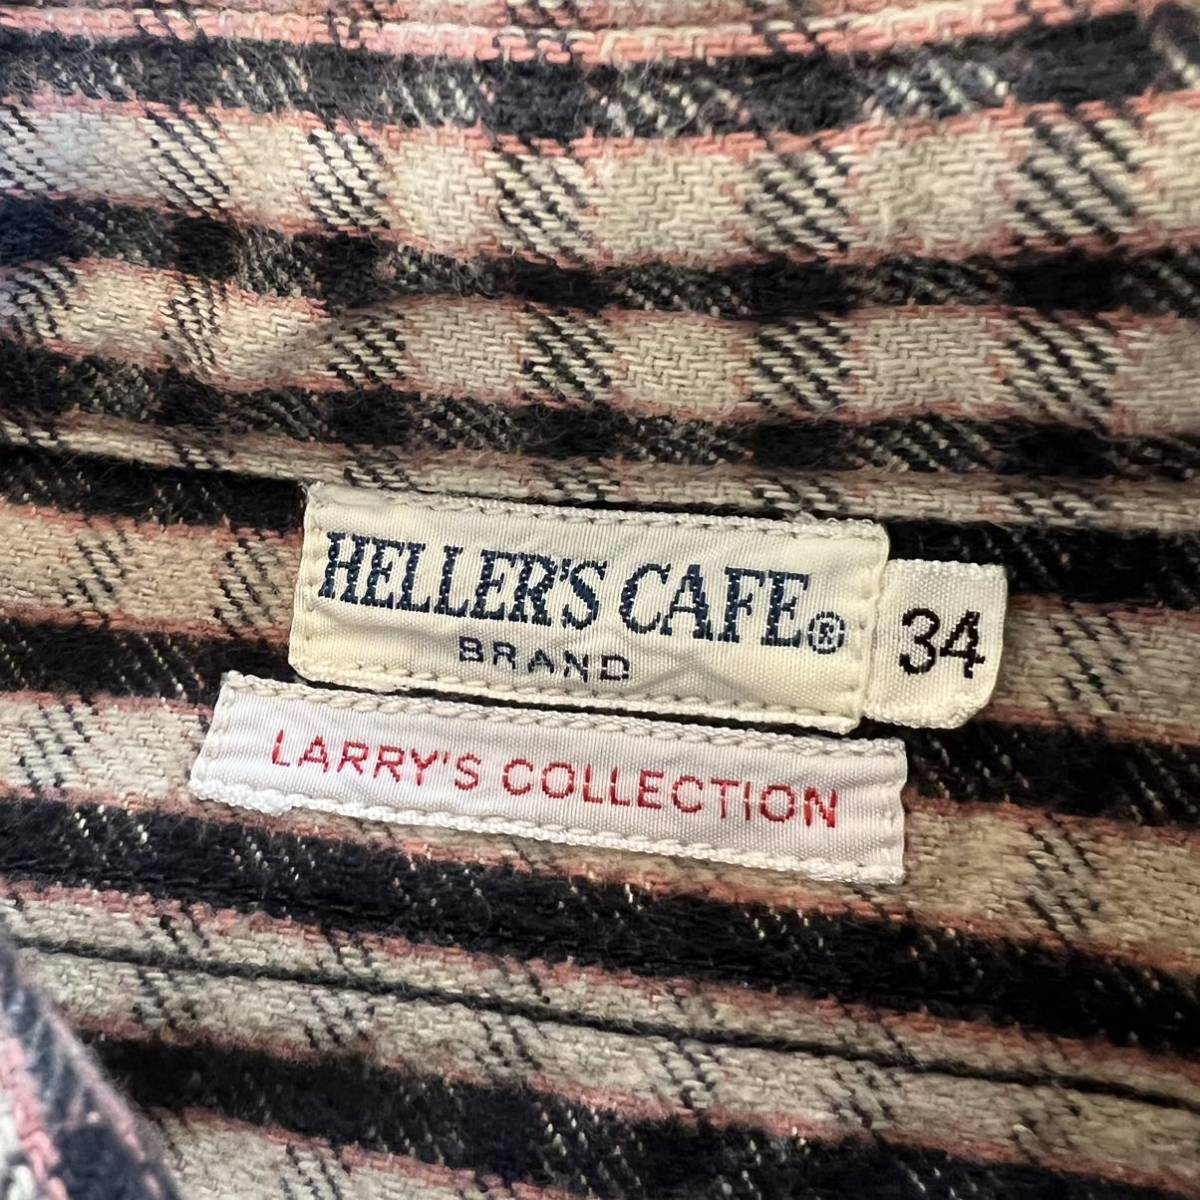 HELLER'S CAFE®
BRAND
34
LARRY'S COLLECTION